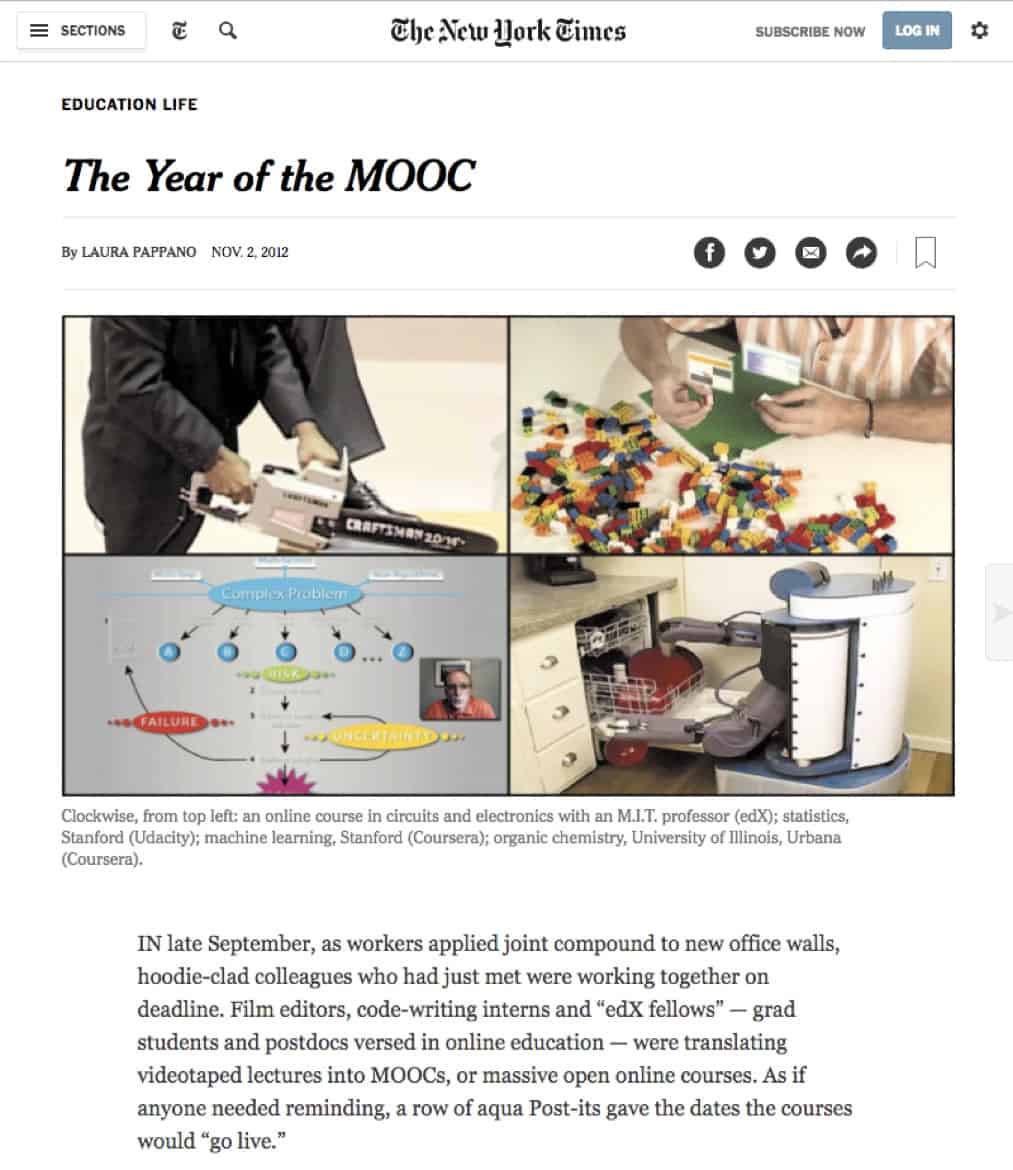 SECTIONS
The New York Times
SUBSCRIBE NOW
LOG IN
EDUCATION LIFE
The Year of the MOOC
By LAURA PAPPANO NOV. 2, 2012
CRAFTSMAN
CRAFTSMAN 20/16"
Complex Problem
A
B
C
D
...
Z
RISK
2
3
FAILURE
UNCERTAINTY
4
Clockwise, from top left: an online course in circuits and electronics with an M.I.T. professor (edX); statistics,
Stanford (Udacity); machine learning, Stanford (Coursera); organic chemistry, University of Illinois, Urbana
(Coursera).
IN late September, as workers applied joint compound to new office walls,
hoodie-clad colleagues who had just met were working together on
deadline. Film editors, code-writing interns and “edX fellows” — grad
students and postdocs versed in online education — were translating
videotaped lectures into MOOCs, or massive open online courses. As if
anyone needed reminding, a row of aqua Post-its gave the dates the courses
would “go live.”